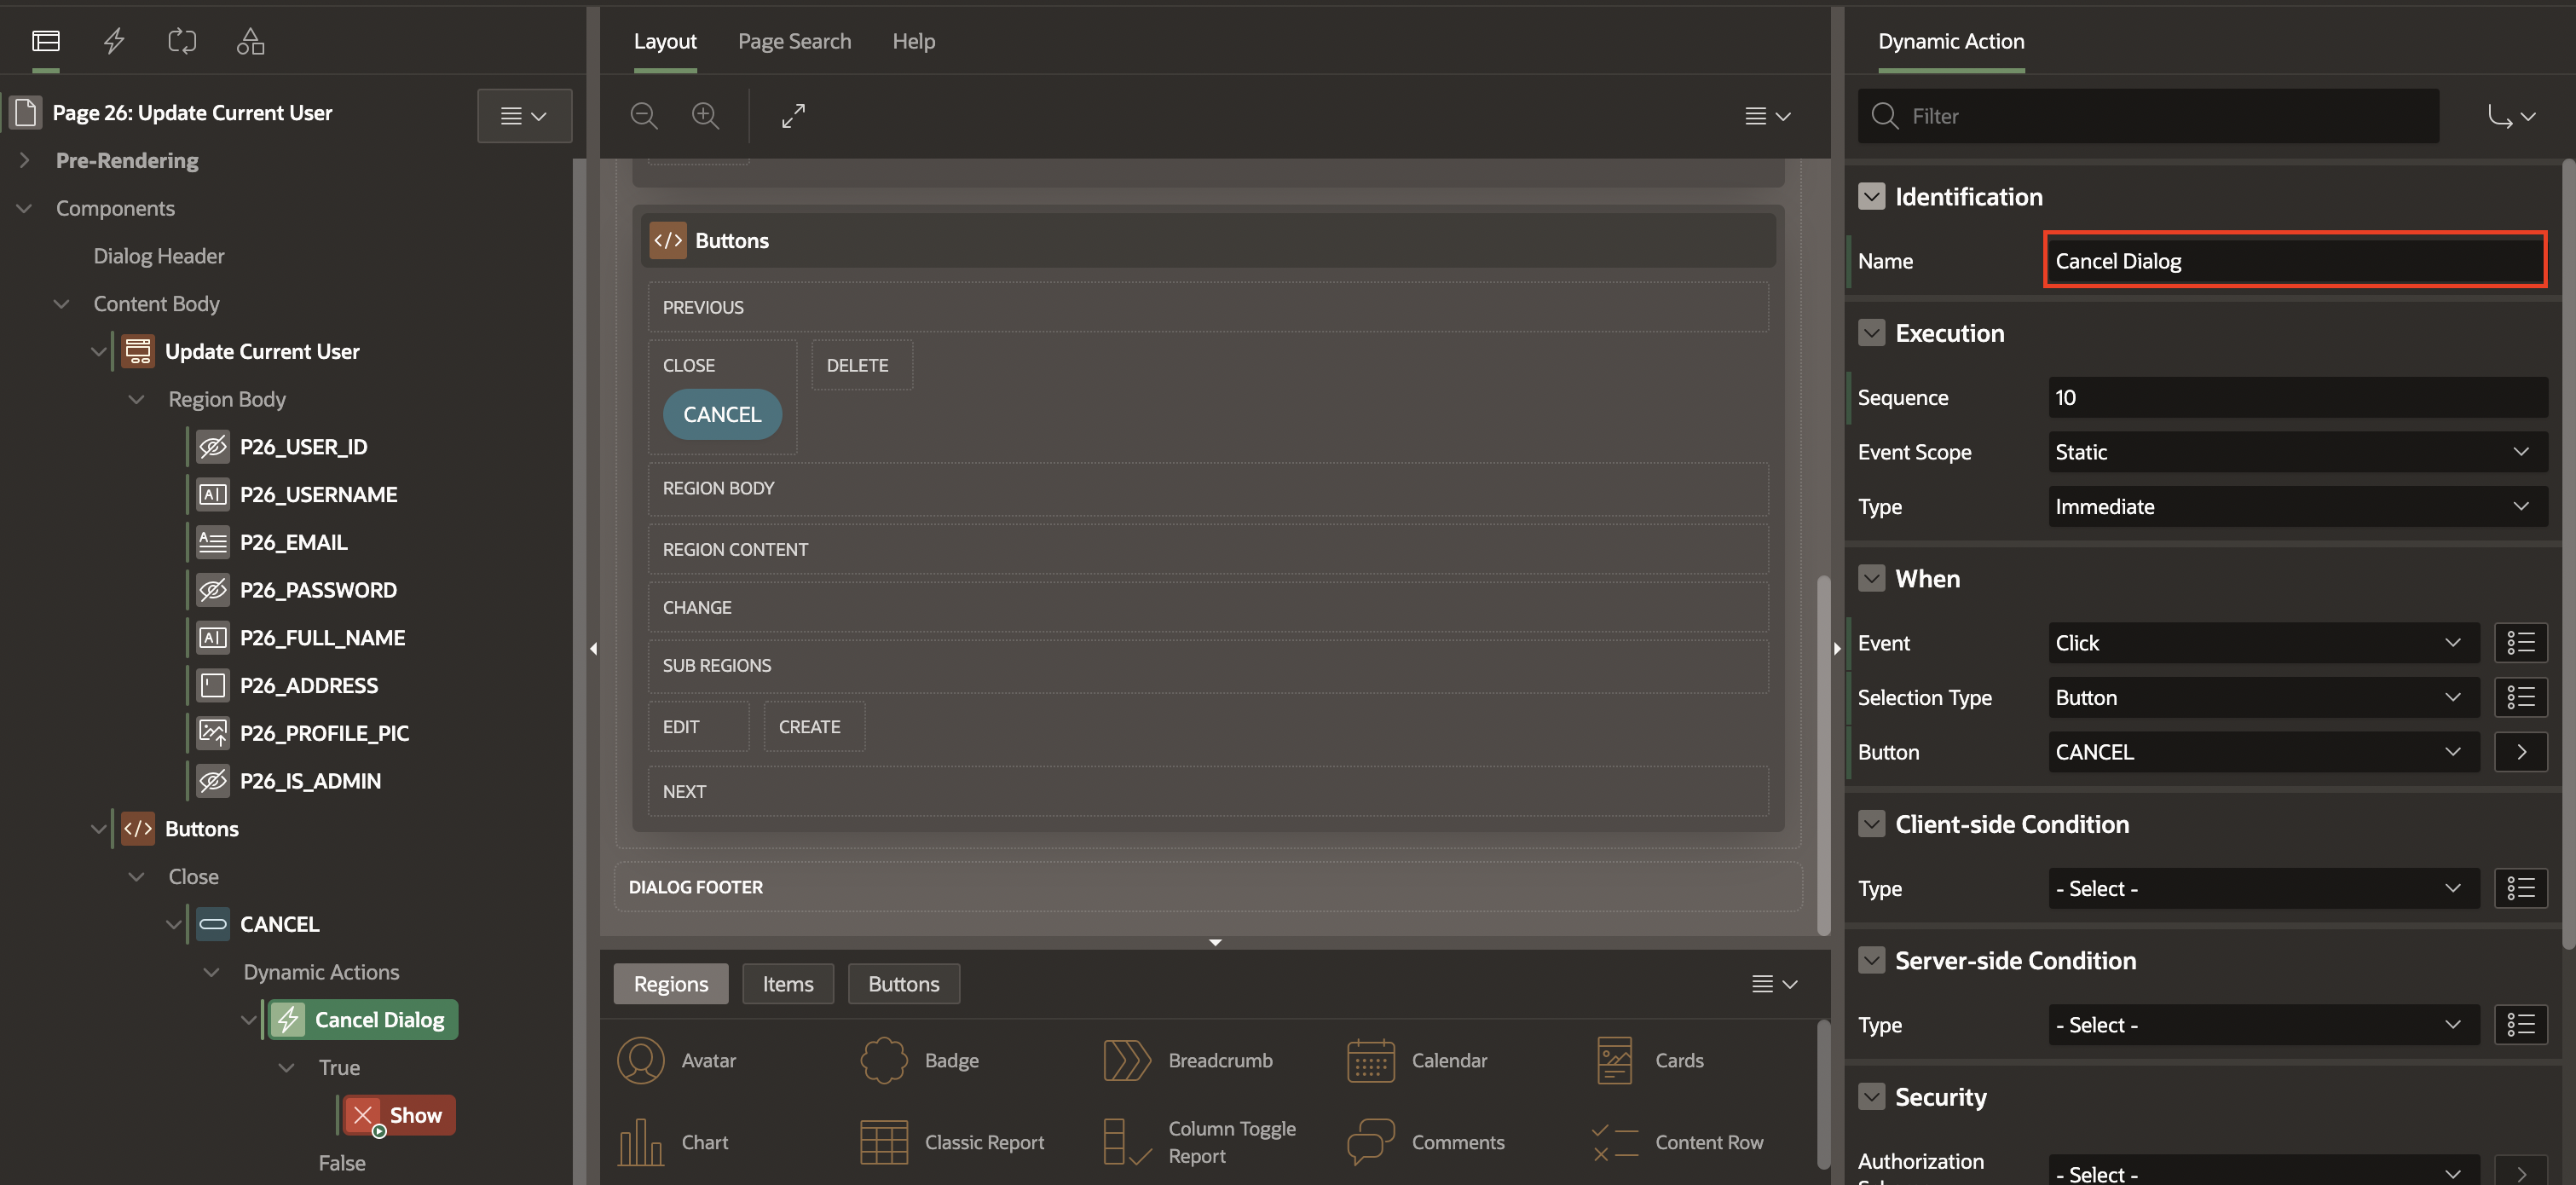 Layout
Page Search
Help
Dynamic Action
Page 26: Update Current User
Filter
Pre-Rendering
Components
Dialog Header
Content Body
Update Current User
Region Body
P26_USER_ID
P26_USERNAME
P26_EMAIL
P26_PASSWORD
P26_FULL_NAME
P26_ADDRESS
P26_PROFILE_PIC
P26_IS_ADMIN
Buttons
Close
CANCEL
Dynamic Actions
Cancel Dialog
True
Show
False
Buttons
PREVIOUS
CLOSE
DELETE
CANCEL
REGION BODY
REGION CONTENT
CHANGE
SUB REGIONS
EDIT
CREATE
NEXT
DIALOG FOOTER
Regions
Items
Buttons
Avatar
Badge
Breadcrumb
Calendar
Cards
Chart
Classic Report
Column Toggle
Report
Comments
Content Row
Identification
Name
Cancel Dialog
Execution
Sequence
10
Event Scope
Static
Type
Immediate
When
Event
Click
Selection Type
Button
Button
CANCEL
Client-side Condition
Type
- Select -
Server-side Condition
Type
- Select -
Security
Authorization
- Select -